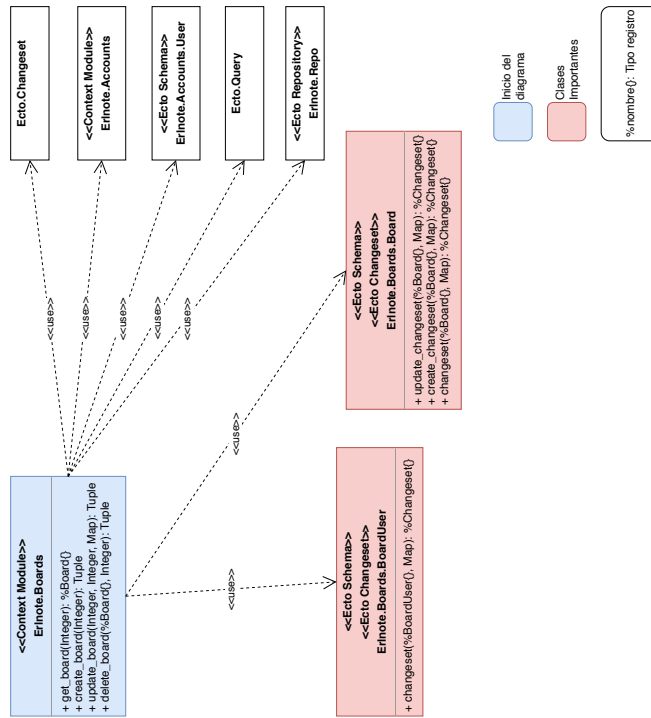 <<Context Module>>
Erlnote.Boards
+ get_board(Integer): %Board{}
+ create_board(Integer): Tuple
+ update_board(Integer, Integer, Map): Tuple
+ delete_board(%Board{}, Integer): Tuple
<<use>>
<<use>>
<<use>>
<<use>>
<<use>>
Ecto.Changeset
<<Context Module>>
Erlnote.Accounts
<<Ecto Schema>>
Erlnote.Accounts.User
Ecto.Query
<<Ecto Repository>>
Erlnote.Repo
<<use>>
<<use>>
<<Ecto Schema>>
<<Ecto Changeset>>
Erlnote.Boards.BoardUser
+ changeset(%BoardUser{}, Map): %Changeset{}
<<Ecto Schema>>
<<Ecto Changeset>>
Erlnote.Boards.Board
+ update_changeset(%Board{}, Map): %Changeset{}
+ create_changeset(%Board{}, Map): %Changeset{}
+ changeset(%Board{}, Map): %Changeset{}
Inicio del
diagrama
Clases
Importantes
%nombre{}: Tipo registro